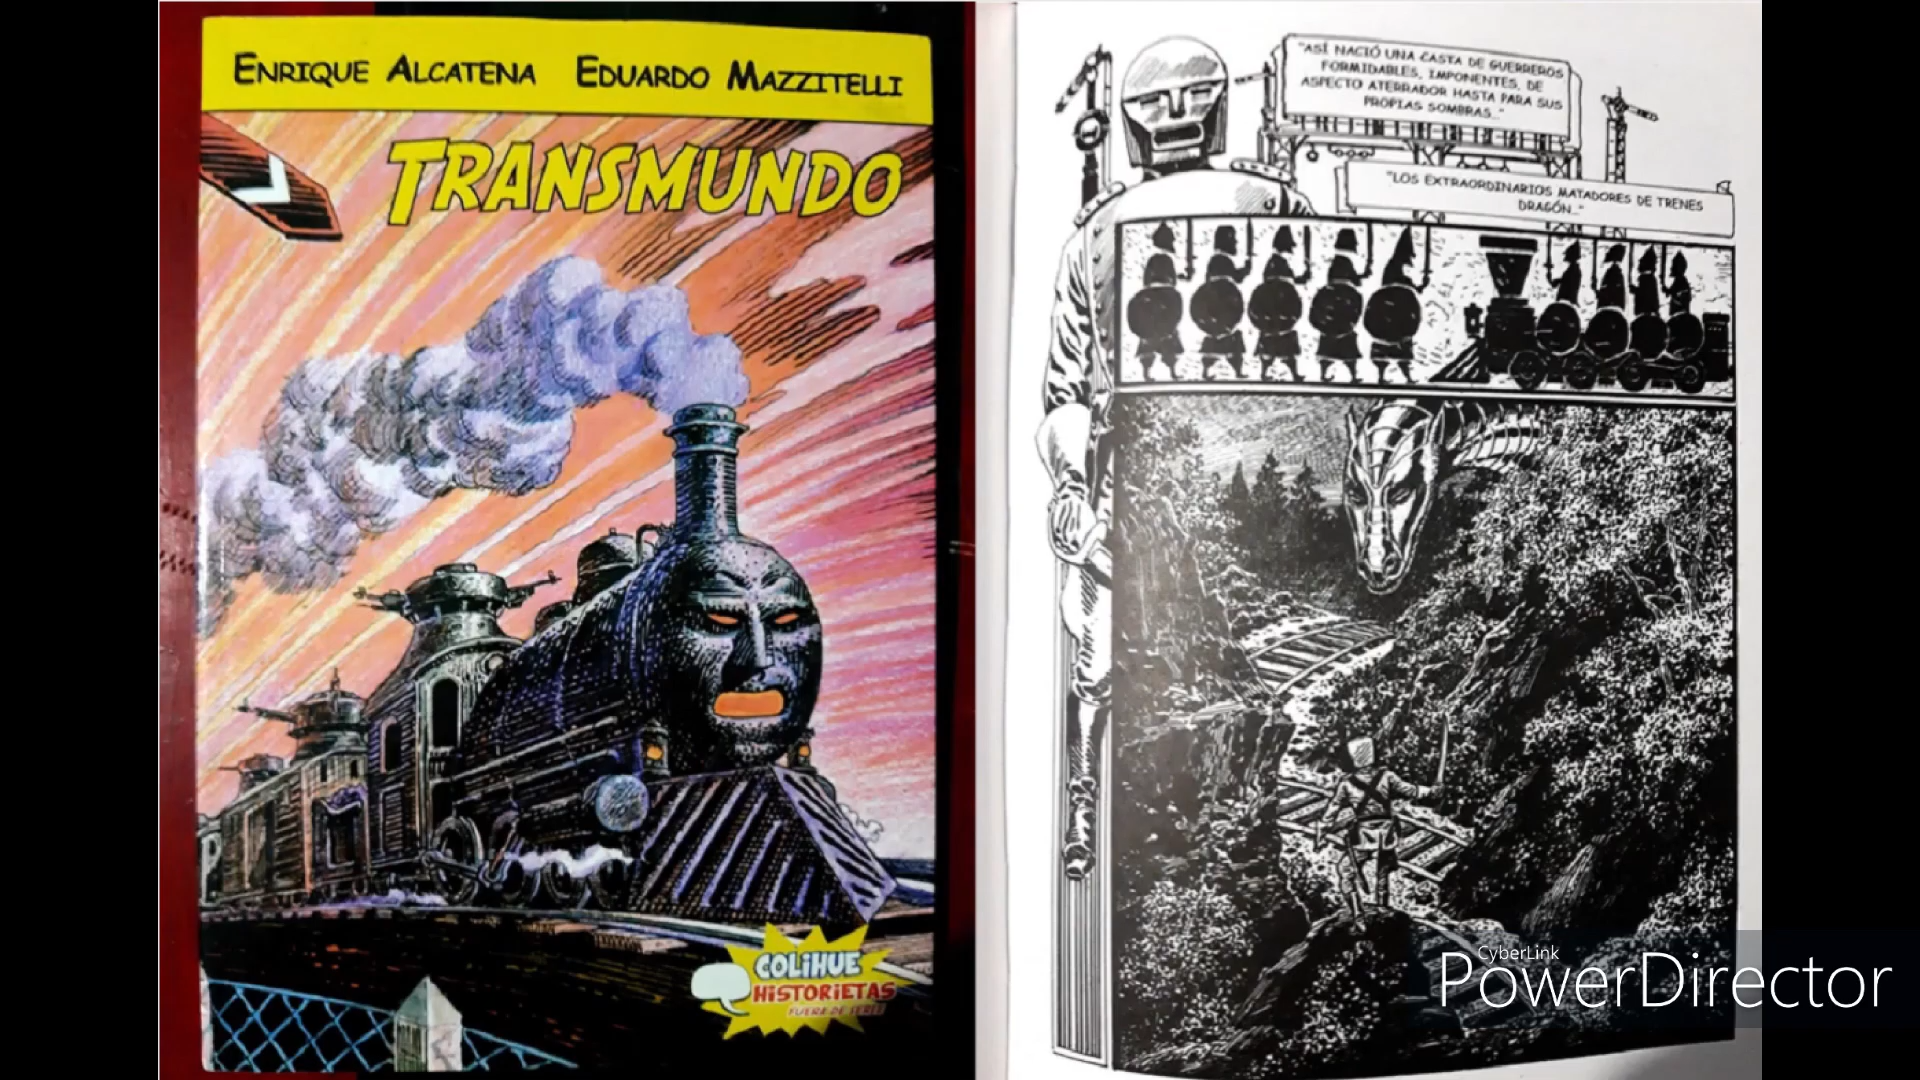 ENRIQUE ALCATENA EDUARDO MAZZITELLI
TRANSMUNDO
COLIHUE
HISTORIETAS
FUERA DE SERIE
"ASÍ NACIÓ UNA CASTA DE GUERREROS
FORMIDABLES, IMPONENTES, DE
ASPECTO ATERRADOR HASTA PARA SUS
PROPIAS SOMBRAS..."
"LOS EXTRAORDINARIOS MATADORES DE TRENES
DRAGÓN..."
CyberLink
PowerDirector